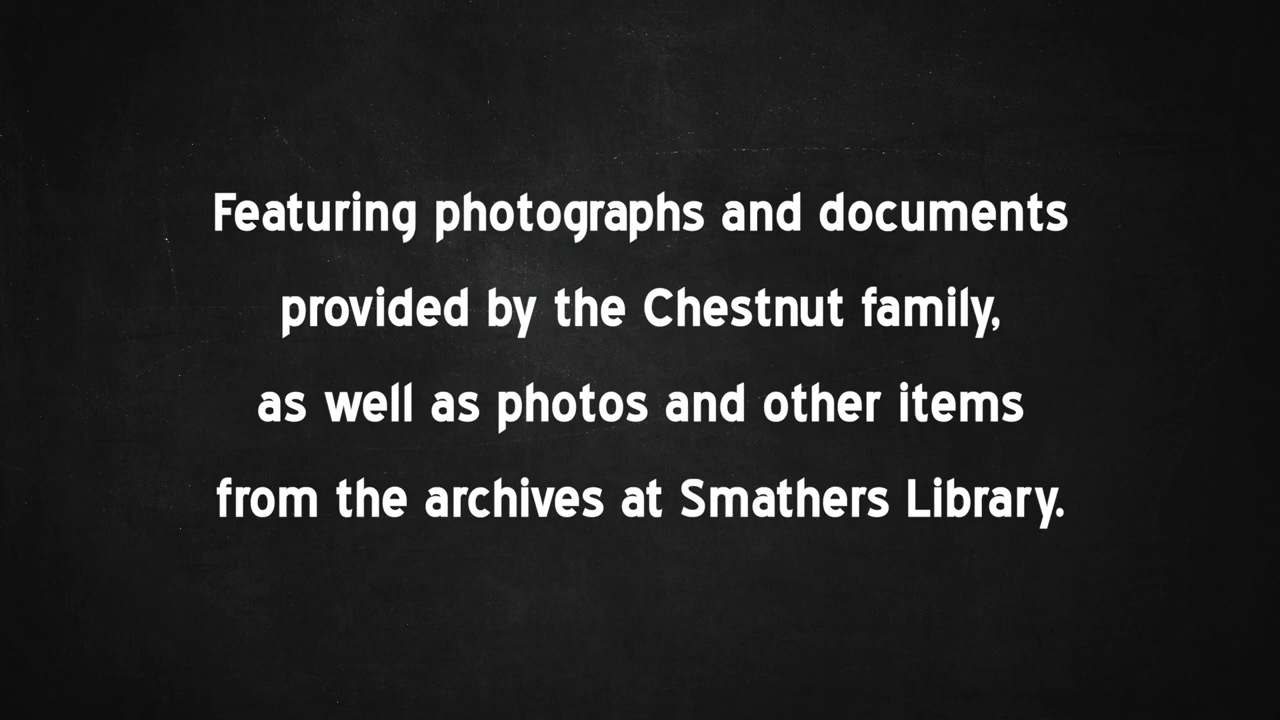 Featuring photographs and documents
provided by the Chestnut family,
as well as photos and other items
from the archives at Smathers Library.